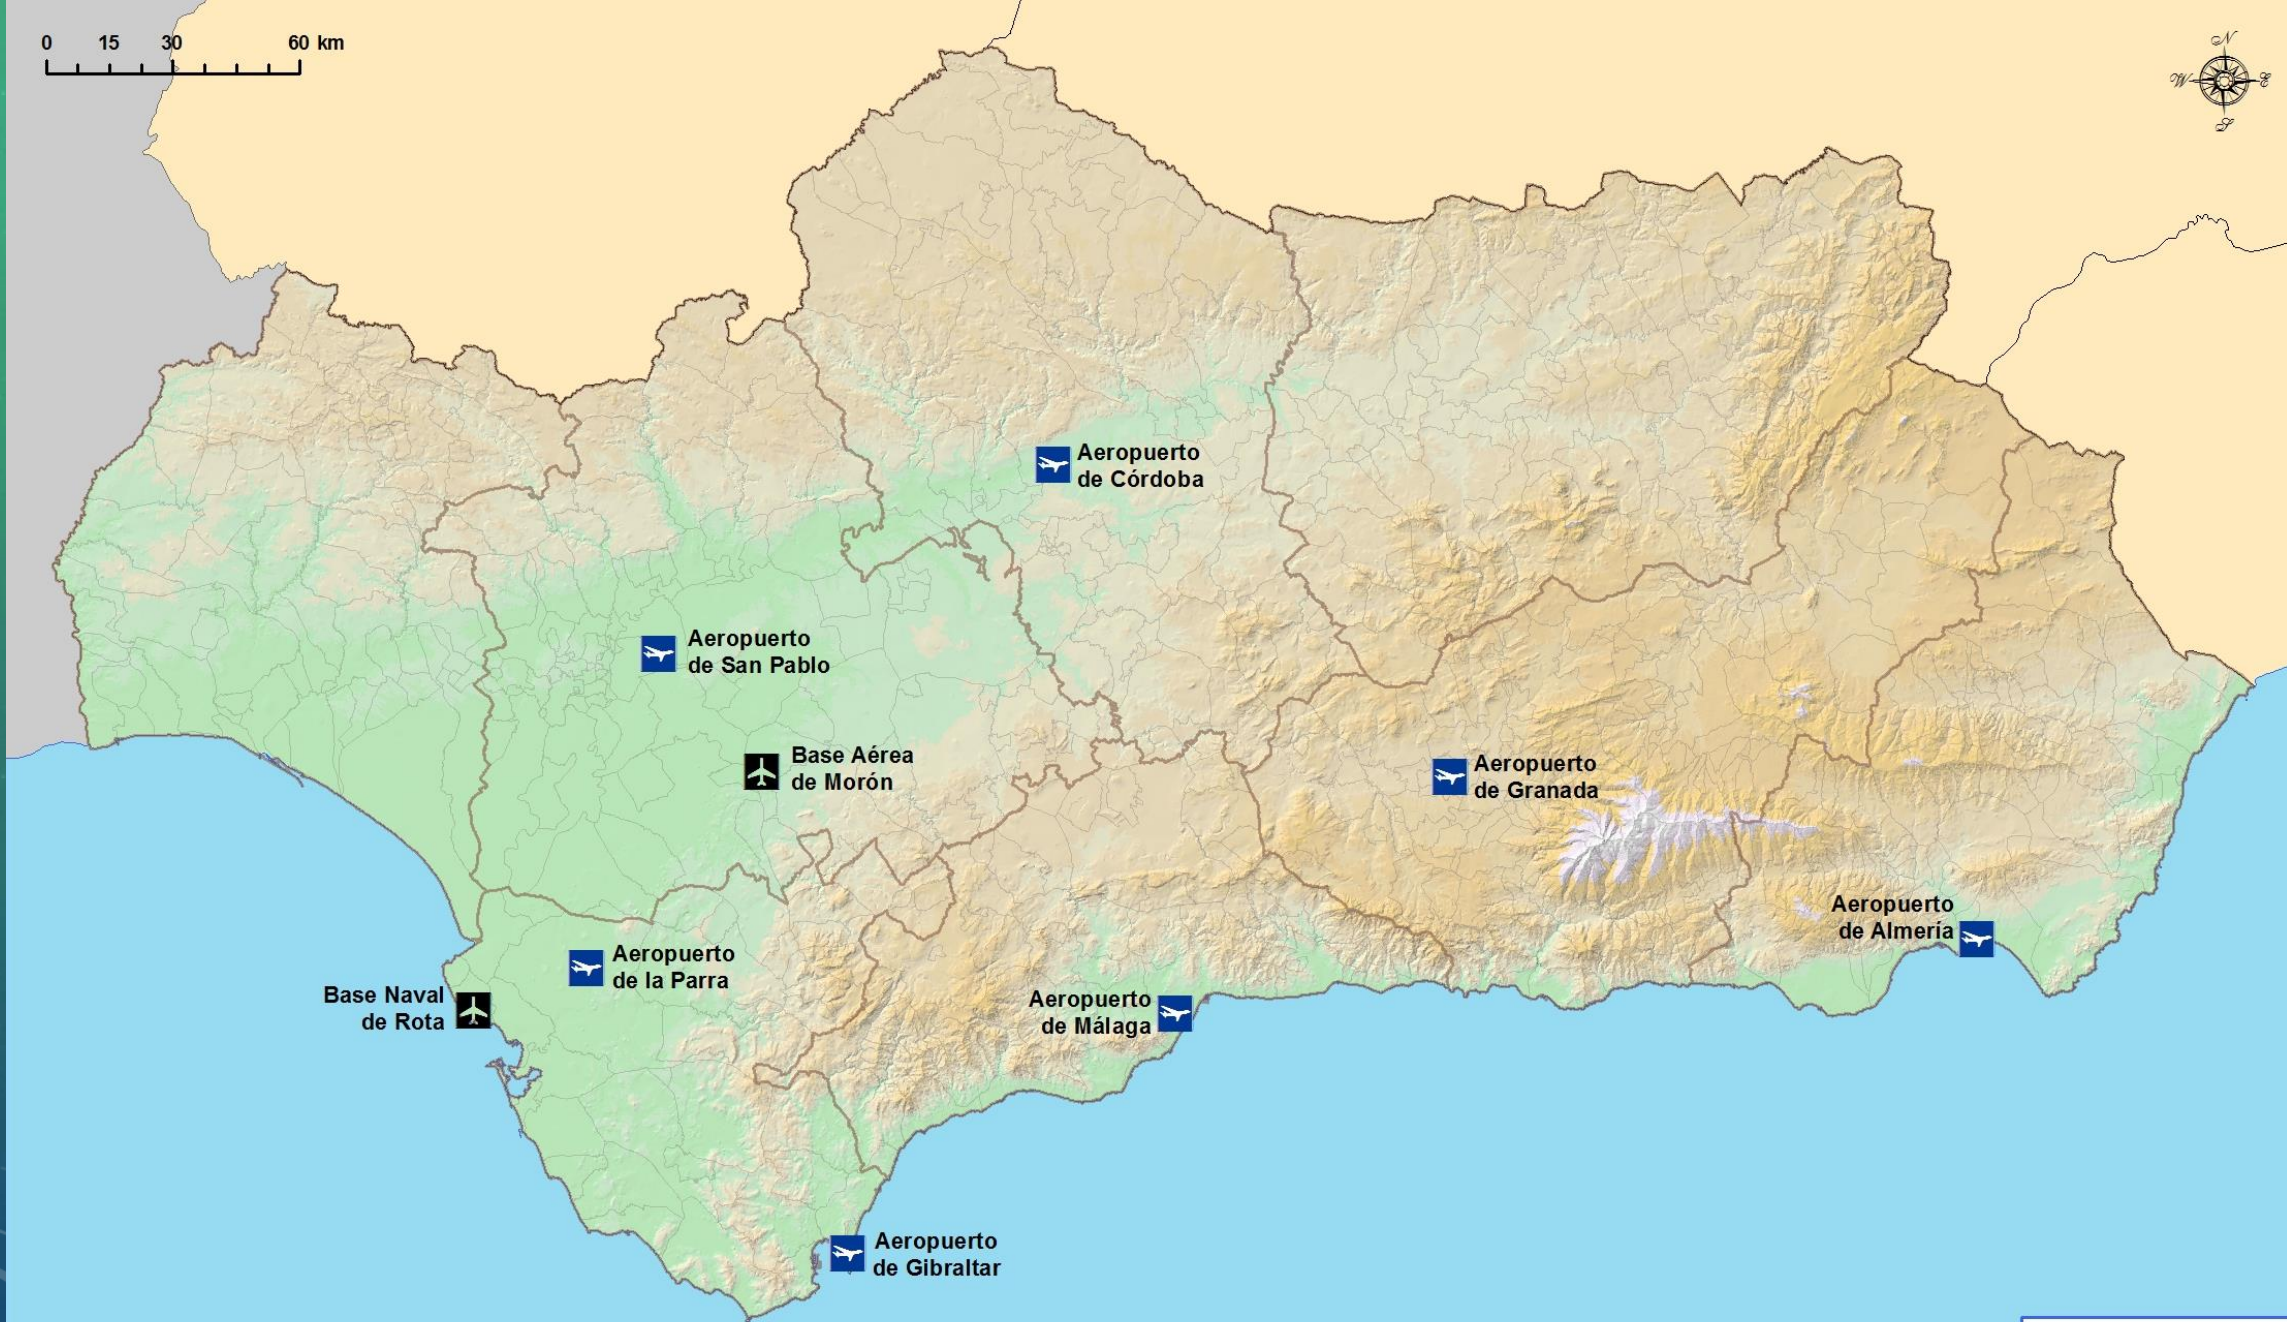 0 15 30 60 km
N
W E
S
Aeropuerto
de Córdoba
Aeropuerto
de San Pablo
Base Aérea
de Morón
Aeropuerto
de Granada
Aeropuerto
de Almería
Aeropuerto
de la Parra
Base Naval
de Rota
Aeropuerto
de Málaga
Aeropuerto
de Gibraltar